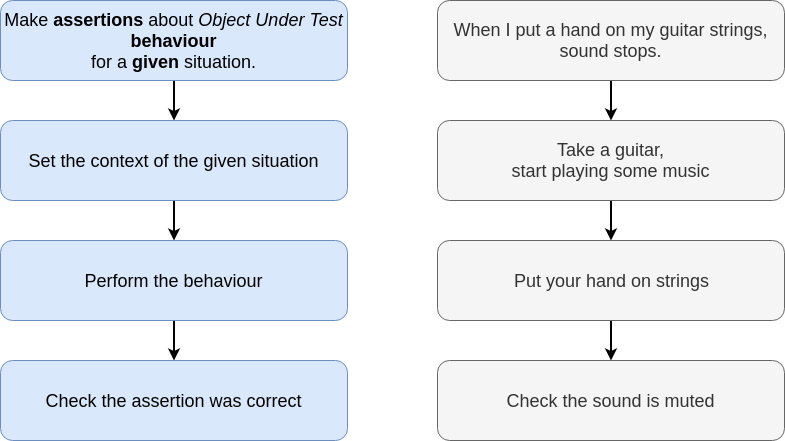 Make assertions about Object Under Test
behaviour
for a given situation.
Set the context of the given situation
Perform the behaviour
Check the assertion was correct
When I put a hand on my guitar strings,
sound stops.
Take a guitar,
start playing some music
Put your hand on strings
Check the sound is muted